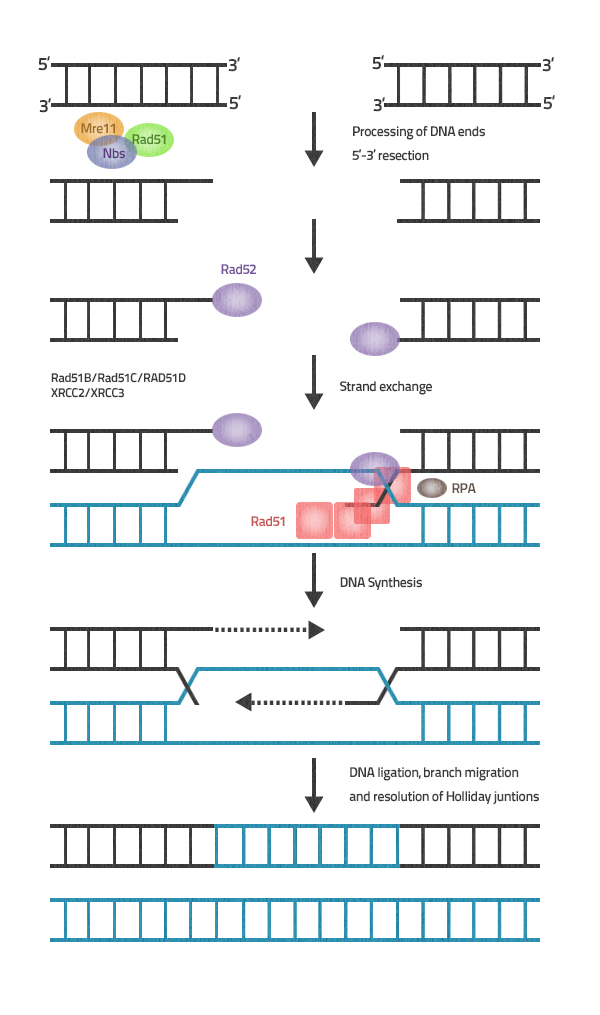 5′ 3′ 5′ 3′
3′ 5′ 3′ 5′
Mre11
Rad51
Nbs
Processing of DNA ends
5′-3′ resection
Rad52
Rad51B/Rad51C/RAD51D
XRCC2/XRCC3
Strand exchange
RPA
Rad51
DNA Synthesis
DNA ligation, branch migration
and resolution of Holliday juntions